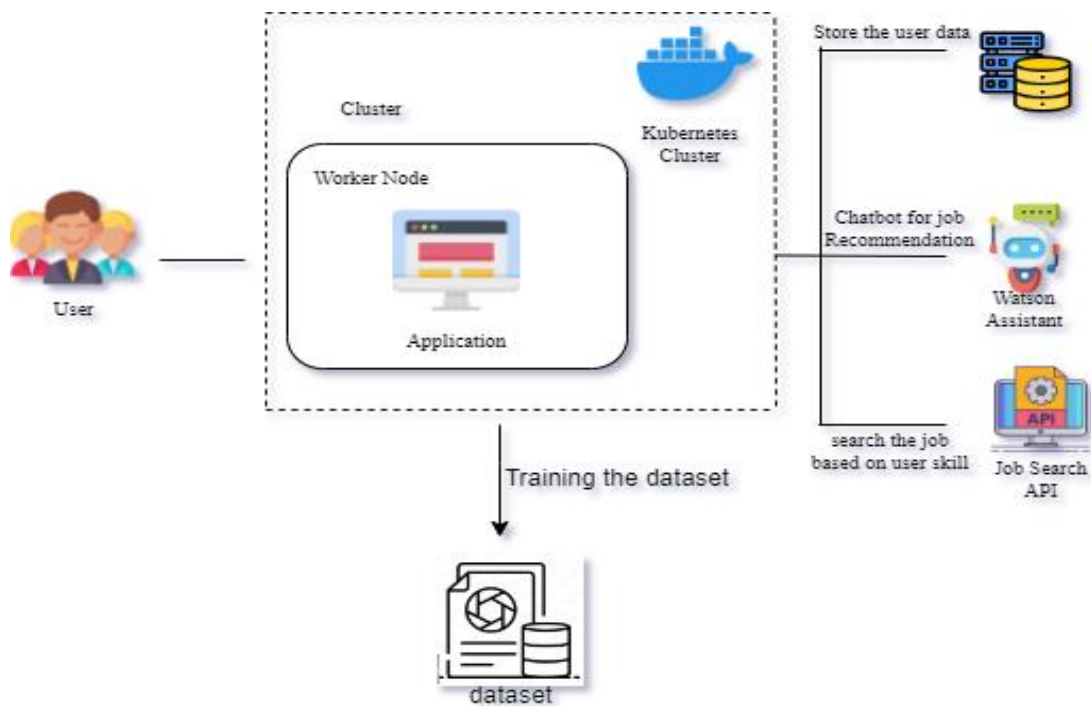 Store the user data
Cluster
Kubernetes
Cluster
Worker Node
Application
User
Chatbot for job
Recommendation
Watson
Assistant
API
search the job
based on user skill
Job Search
API
Training the dataset
dataset